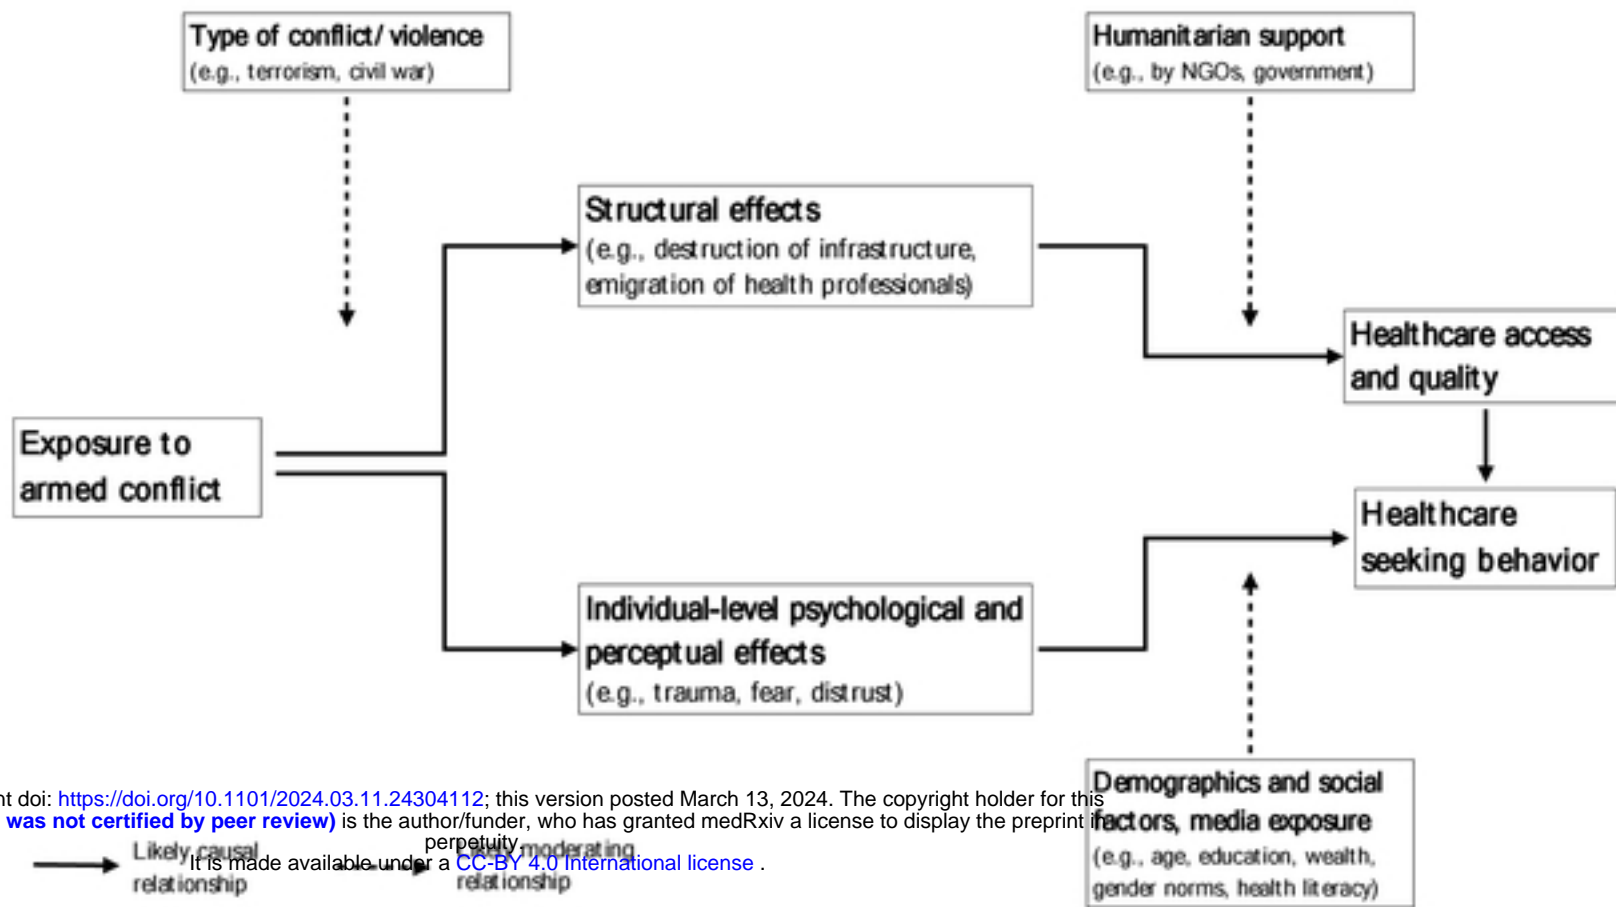 Type of conflict/ violence
(e.g., terrorism, civil war)
Humanitarian support
(e.g., by NGOs, government)
Structural effects
(e.g., destruction of infrastructure,
emigration of health professionals)
Healthcare access
and quality
Exposure to
armed conflict
Healthcare
seeking behavior
Individual-level psychological and
perceptual effects
(e.g., trauma, fear, distrust)
Demographics and social
factors, media exposure
(e.g., age, education, wealth,
gender norms, health literacy)
nt doi: https://doi.org/10.1101/2024.03.11.24304112; this version posted March 13, 2024. The copyright holder for this
was not certified by peer review) is the author/funder, who has granted medRxiv a license to display the preprint in
perpetuity.
It is made available under a CC-BY 4.0 International license .
Likely causal
relationship
Likely moderating
relationship